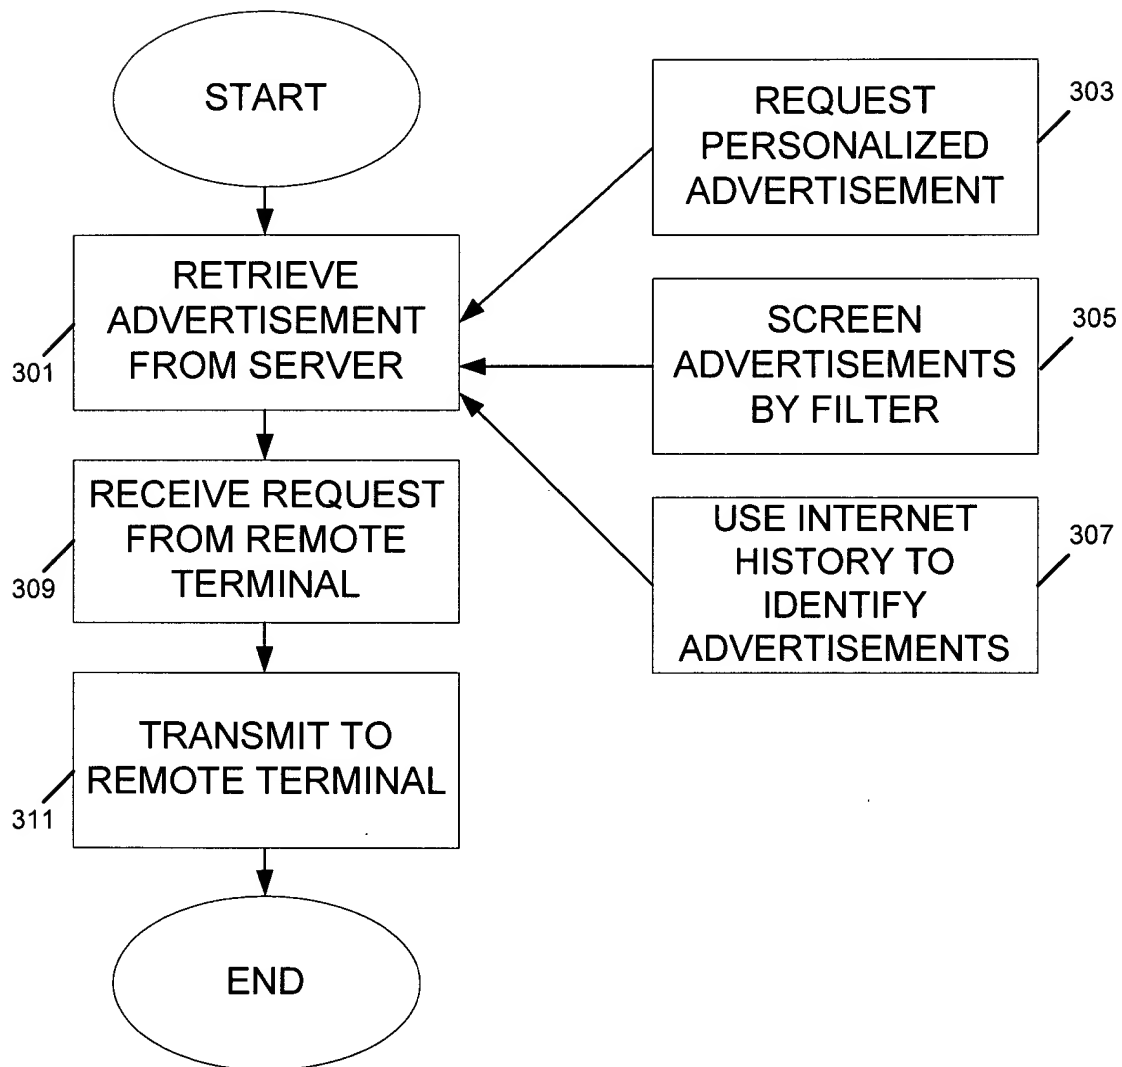 START
RETRIEVE
ADVERTISEMENT
FROM SERVER
301
RECEIVE REQUEST
FROM REMOTE
TERMINAL
309
TRANSMIT TO
REMOTE TERMINAL
311
END
REQUEST
PERSONALIZED
ADVERTISEMENT
303
SCREEN
ADVERTISEMENTS
BY FILTER
305
USE INTERNET
HISTORY TO
IDENTIFY
ADVERTISEMENTS
307